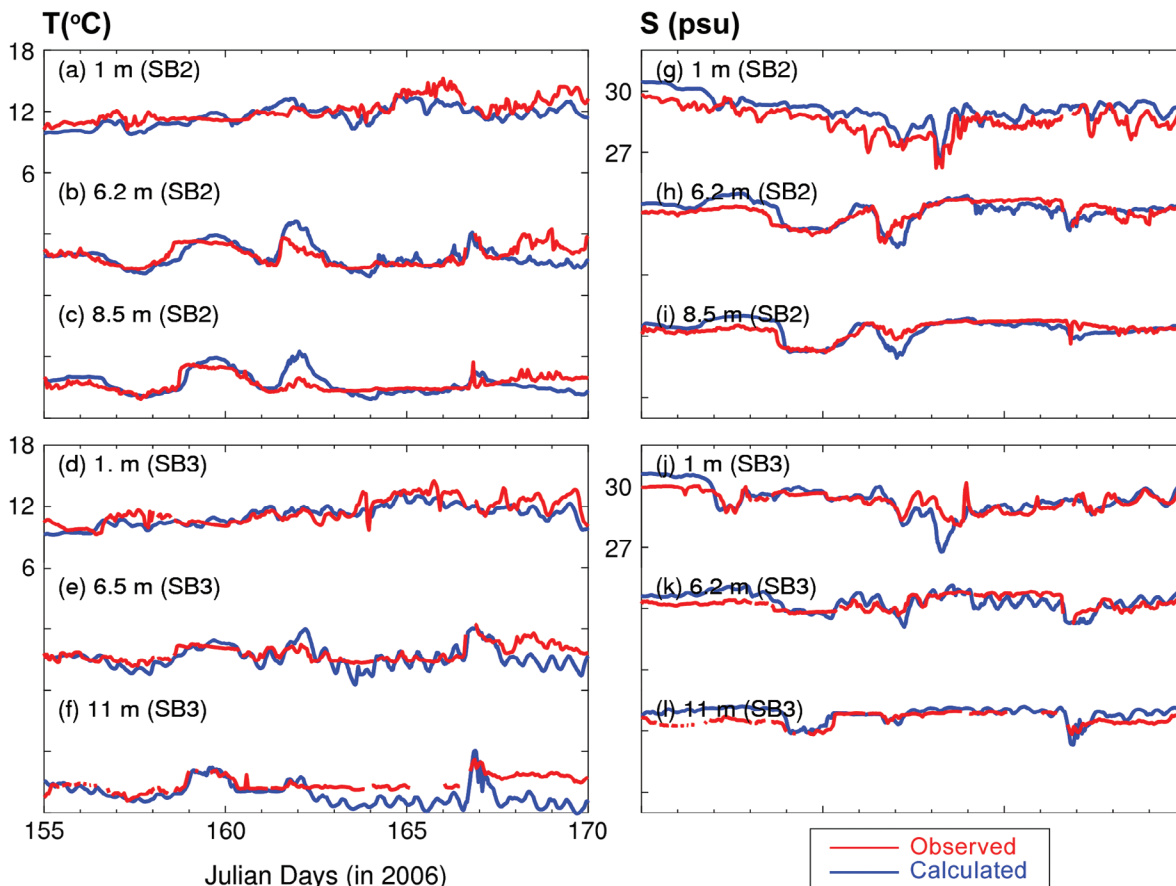 T(°C)
S (psu)
18
(a) 1 m (SB2)
12
6
(b) 6.2 m (SB2)
(c) 8.5 m (SB2)
(g) 1 m (SB2)
30
27
(h) 6.2 m (SB2)
(i) 8.5 m (SB2)
18
(d) 1. m (SB3)
12
6
(e) 6.5 m (SB3)
(f) 11 m (SB3)
(j) 1 m (SB3)
30
27
(k) 6.2 m (SB3)
(l) 11 m (SB3)
155
160
165
170
Julian Days (in 2006)
Observed
Calculated